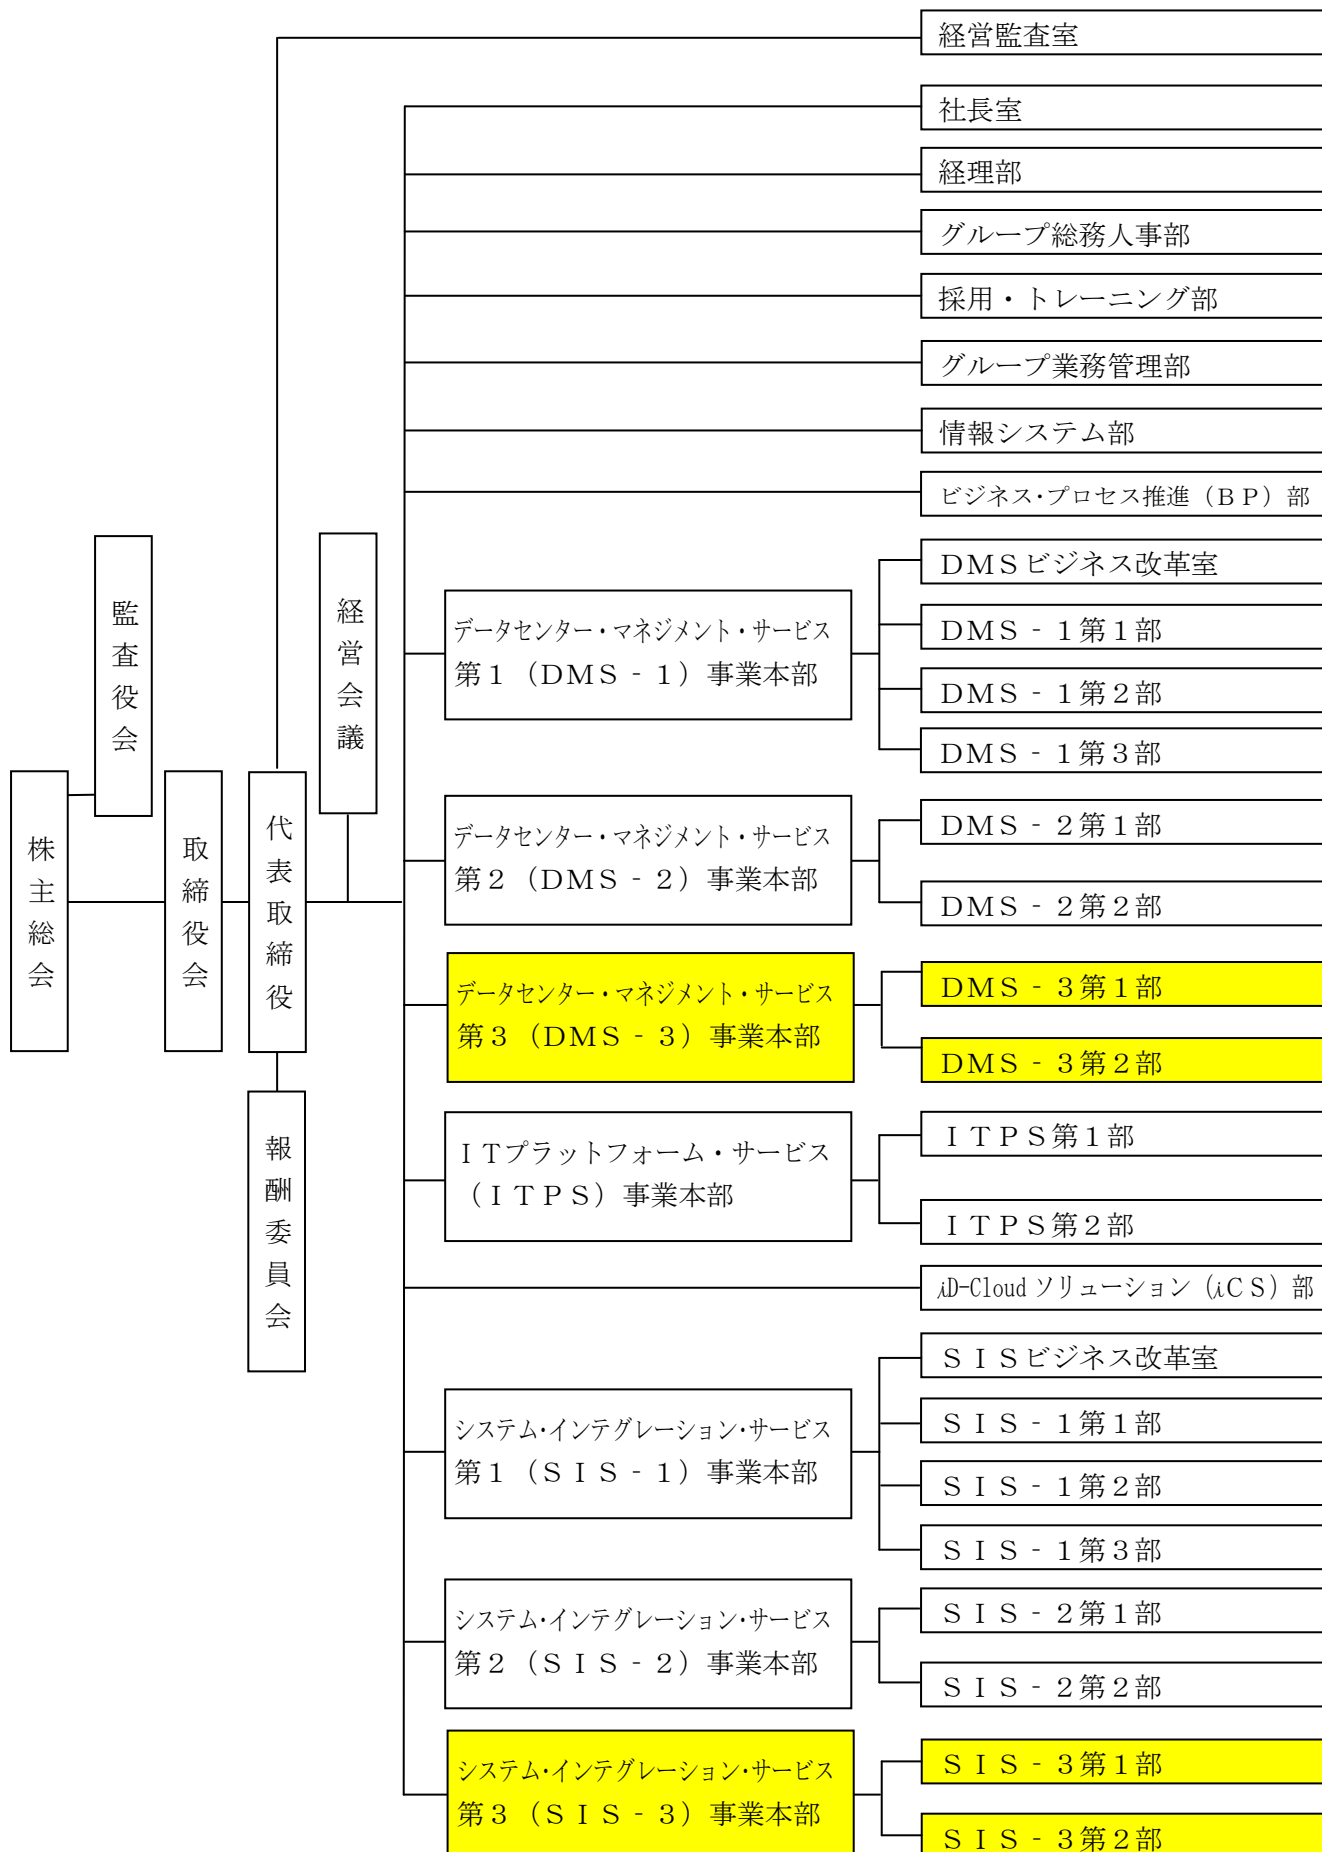 経営監査室
社長室
経理部
グループ総務人事部
採用・トレーニング部
グループ業務管理部
情報システム部
ビジネス・プロセス推進（ＢＰ）部
監査役会
経営会議
株主総会
取締役会
代表取締役
報酬委員会
データセンター・マネジメント・サービス
第１（ＤＭＳ‐１）事業本部
ＤＭＳビジネス改革室
ＤＭＳ‐１第１部
ＤＭＳ‐１第２部
ＤＭＳ‐１第３部
データセンター・マネジメント・サービス
第２（ＤＭＳ‐２）事業本部
ＤＭＳ‐２第１部
ＤＭＳ‐２第２部
データセンター・マネジメント・サービス
第３（ＤＭＳ‐３）事業本部
ＤＭＳ‐３第１部
ＤＭＳ‐３第２部
ＩＴプラットフォーム・サービス
（ＩＴＰＳ）事業本部
ＩＴＰＳ第１部
ＩＴＰＳ第２部
iD-Cloud ソリューション（iＣＳ）部
システム・インテグレーション・サービス
第１（ＳＩＳ‐１）事業本部
ＳＩＳビジネス改革室
ＳＩＳ‐１第１部
ＳＩＳ‐１第２部
ＳＩＳ‐１第３部
システム・インテグレーション・サービス
第２（ＳＩＳ‐２）事業本部
ＳＩＳ‐２第１部
ＳＩＳ‐２第２部
システム・インテグレーション・サービス
第３（ＳＩＳ‐３）事業本部
ＳＩＳ‐３第１部
ＳＩＳ‐３第２部